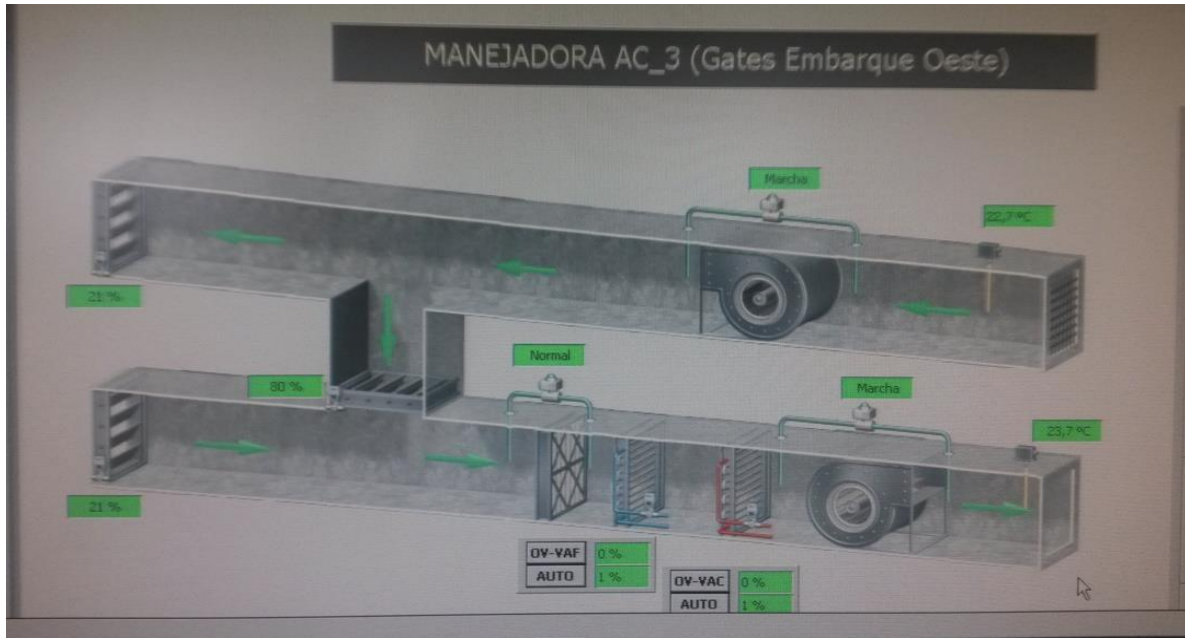 MANEJADORA AC_3 (Gates Embarque Oeste)
Marcha
22,7 ºC
21 %
Normal
80 %
Marcha
23,7 ºC
21 %
OV-VAF 0 %
AUTO 1 %
OV-VAC 0 %
AUTO 1 %